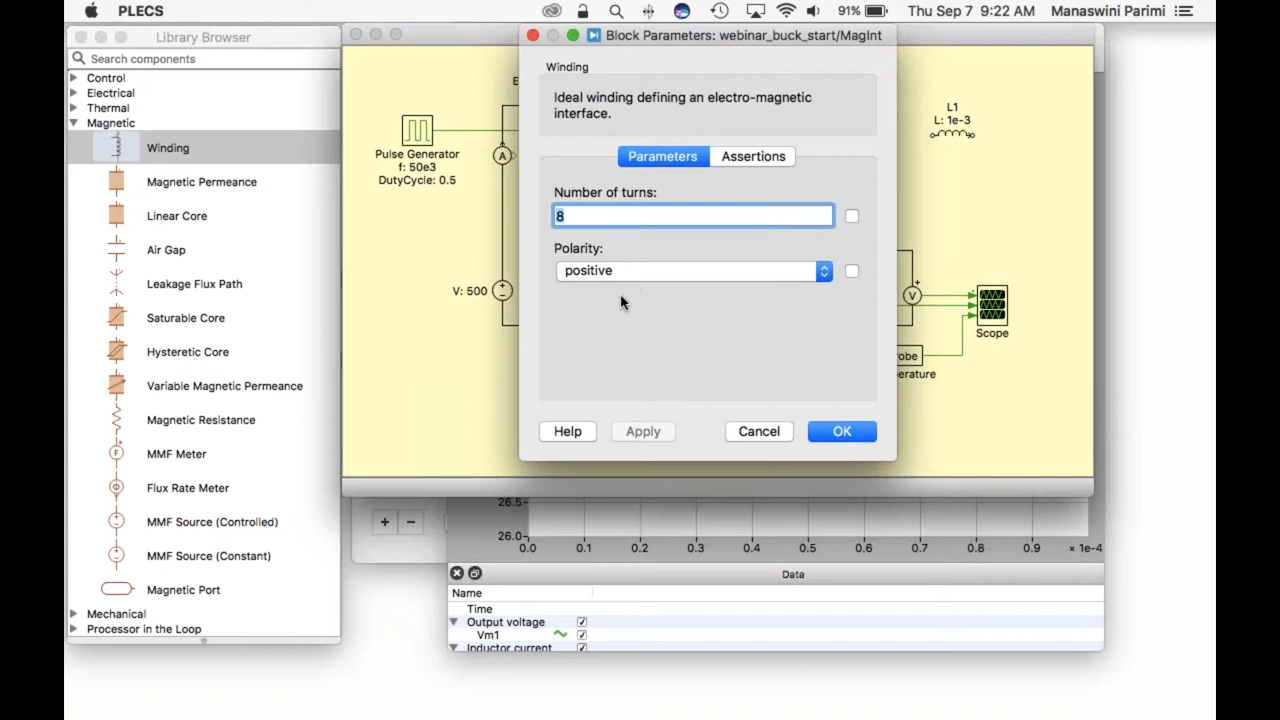 PLECS
91%
Thu Sep 7 9:22 AM
Manaswini Parimi
Library Browser
Search components
Control
Electrical
Thermal
Magnetic
Winding
Magnetic Permeance
Linear Core
Air Gap
Leakage Flux Path
Saturable Core
Hysteretic Core
Variable Magnetic Permeance
Magnetic Resistance
MMF Meter
Flux Rate Meter
MMF Source (Controlled)
MMF Source (Constant)
Magnetic Port
Mechanical
Processor in the Loop
F
Φ
Pulse Generator
f: 50e3
DutyCycle: 0.5
A
V: 500
Block Parameters: webinar_buck_start/MagInt
Winding
Ideal winding defining an electro-magnetic
interface.
Parameters
Assertions
Number of turns:
8
Polarity:
positive
Help
Apply
Cancel
OK
L1
L: 1e-3
V
Scope
obe
erature
26.5
26.0
0.0 0.1 0.2 0.3 0.4 0.5 0.6 0.7 0.8 0.9 × 1e-4
Data
Name
Time
Output voltage
Vm1
Inductor current